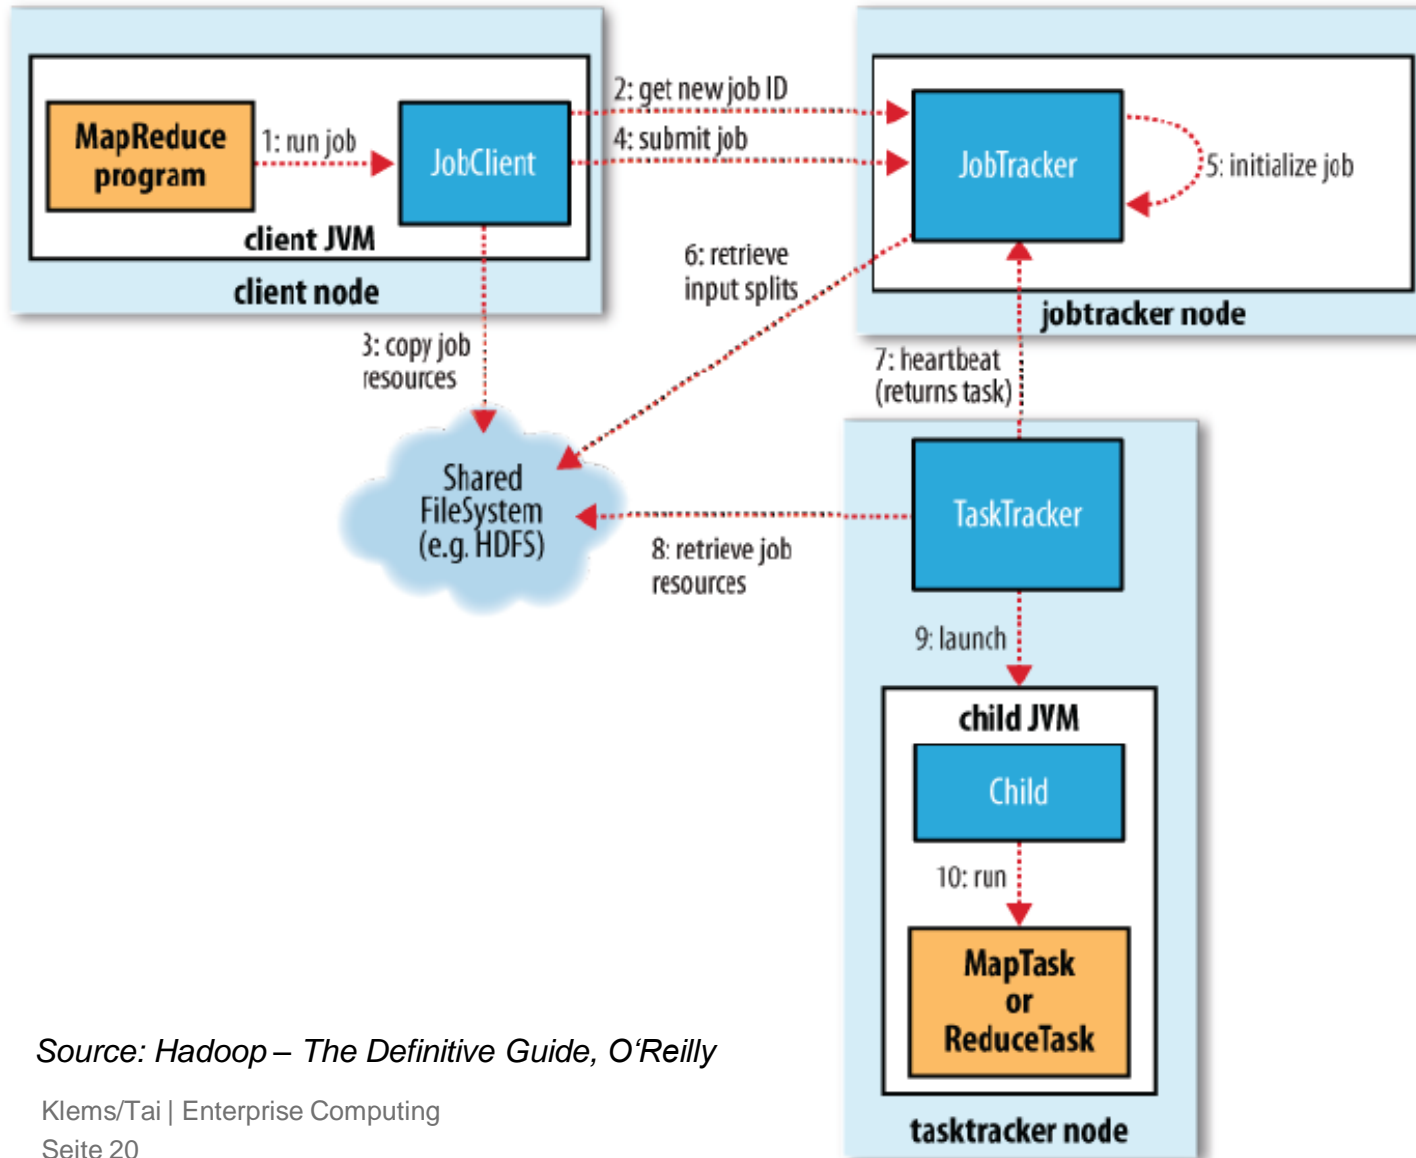 MapReduce
program
1: run job
JobClient
client JVM
client node
2: get new job ID
4: submit job
JobTracker
5: initialize job
jobtracker node
3: copy job
resources
6: retrieve
input splits
7: heartbeat
(returns task)
Shared
FileSystem
(e.g. HDFS)
8: retrieve job
resources
TaskTracker
9: launch
child JVM
Child
10: run
MapTask
or
ReduceTask
tasktracker node
Source: Hadoop – The Definitive Guide, O‘Reilly
Klems/Tai | Enterprise Computing
Seite 20